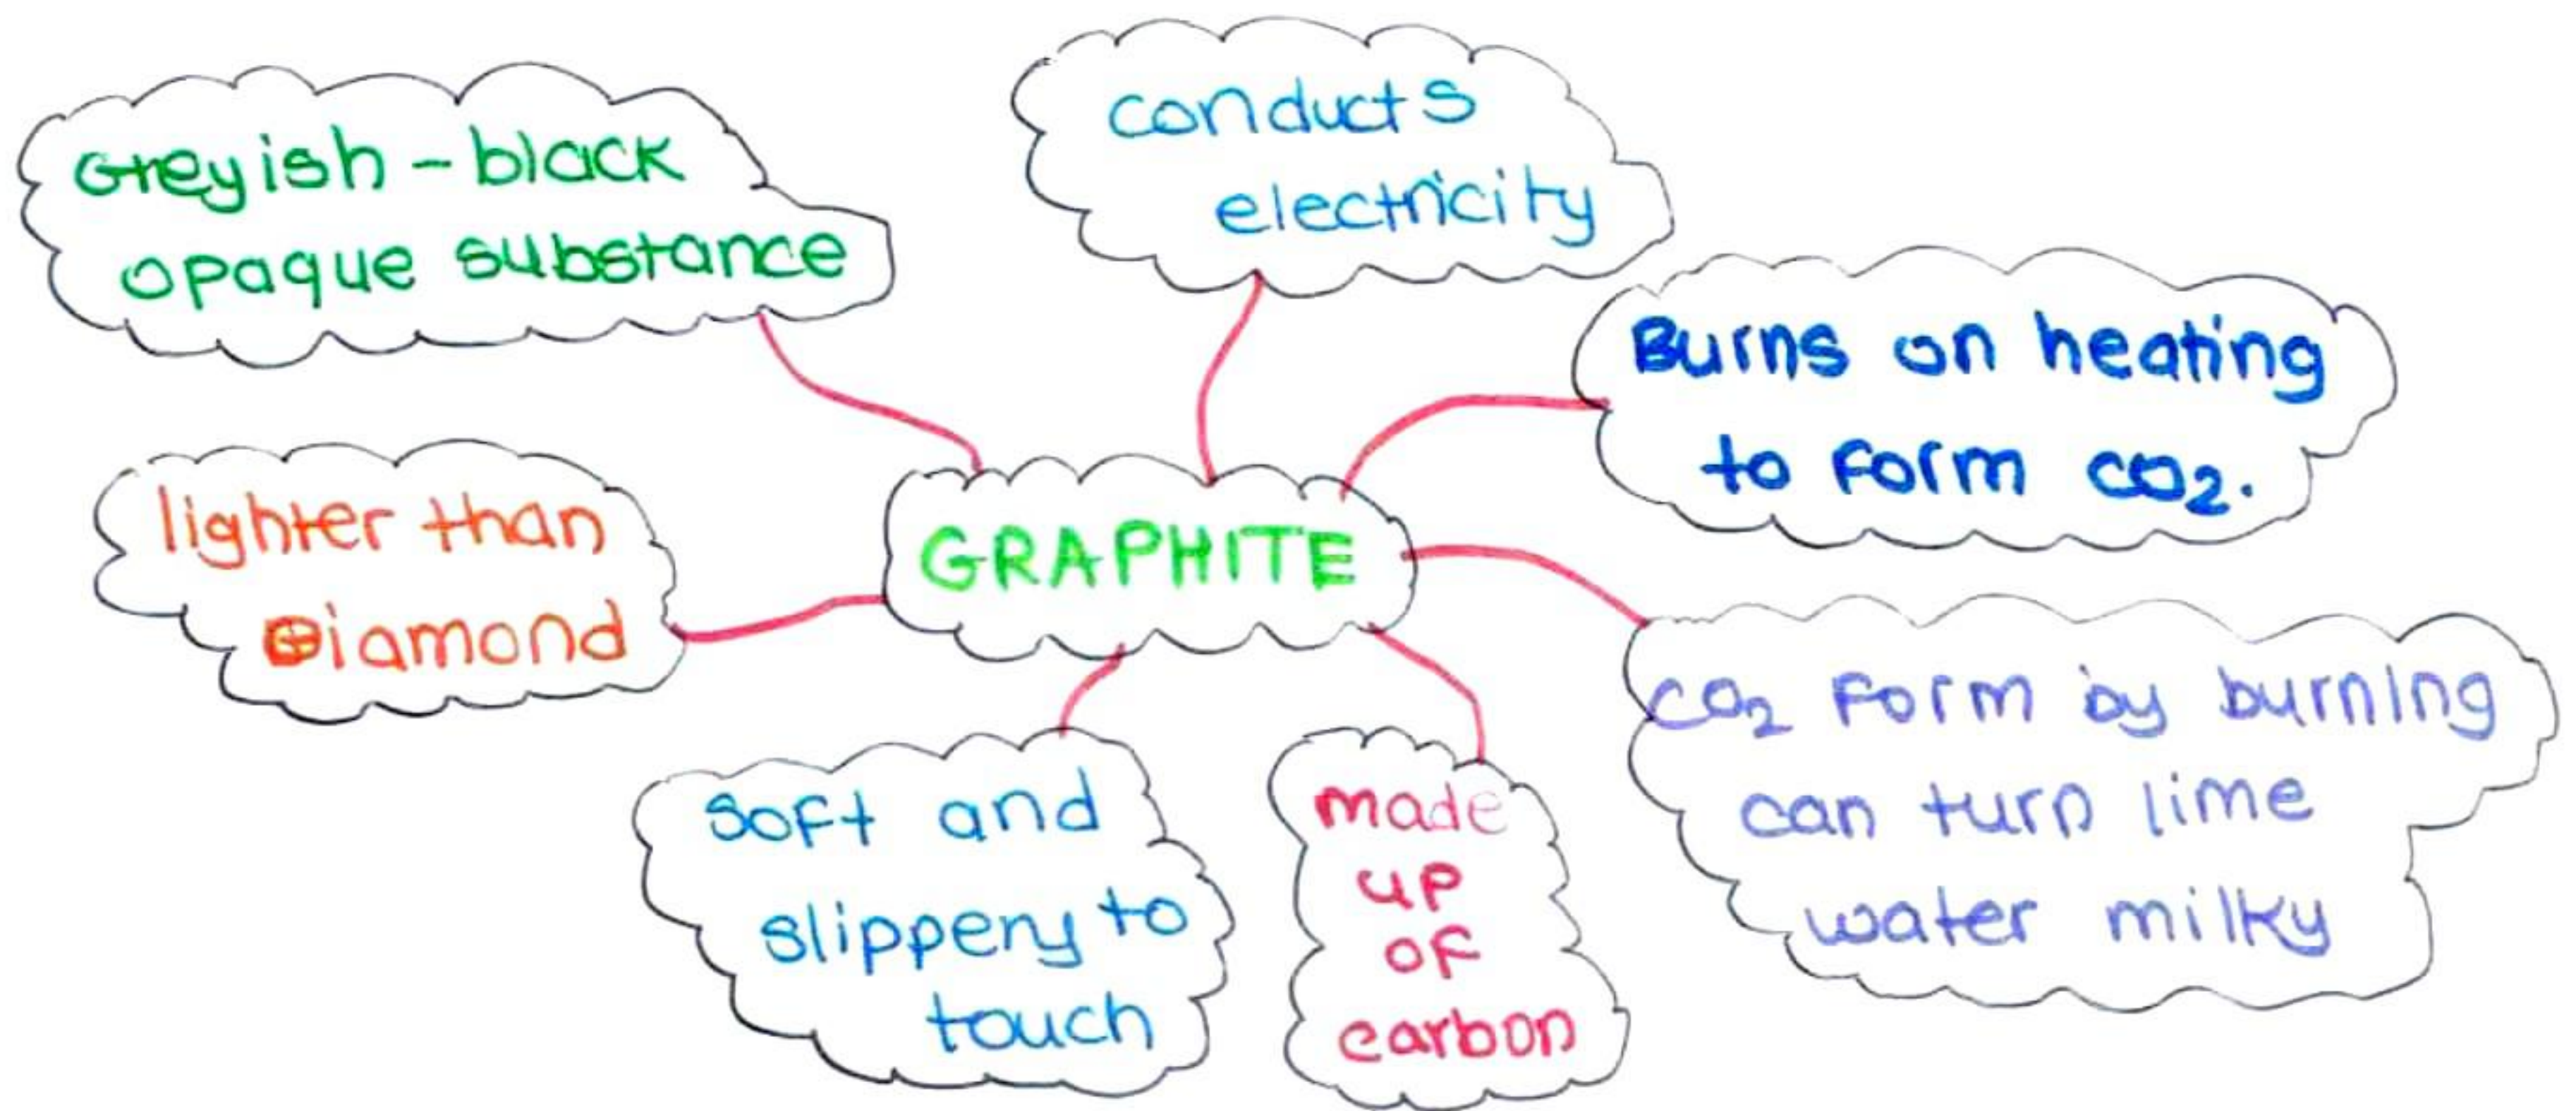 Greyish - black
opaque substance
conducts
electricity
Burns on heating
to form CO2.
lighter than
Diamond
GRAPHITE
CO2 form by burning
can turn lime
water milky
soft and
slippery to
touch
made
up
of
carbon